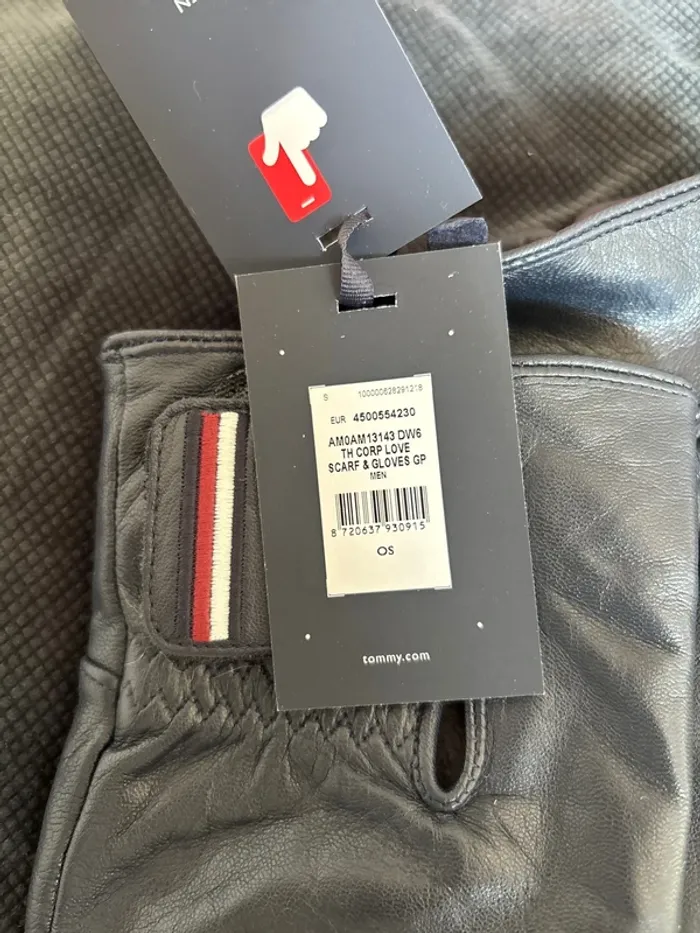 S 100000628291218
EUR 4500554230
AM0AM13143 DW6
TH CORP LOVE
SCARF & GLOVES GP
MEN
8 720637 930915
OS
tommy.com